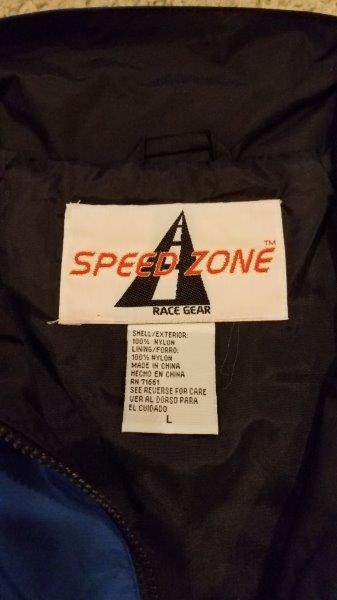 SPEED ZONE™
RACE GEAR
SHELL/EXTERIOR:
100% NYLON
LINING/FORRO:
100% NYLON
MADE IN CHINA
HECHO EN CHINA
RN 71661
SEE REVERSE FOR CARE
VER AL DORSO PARA
EL CUIDADO
L